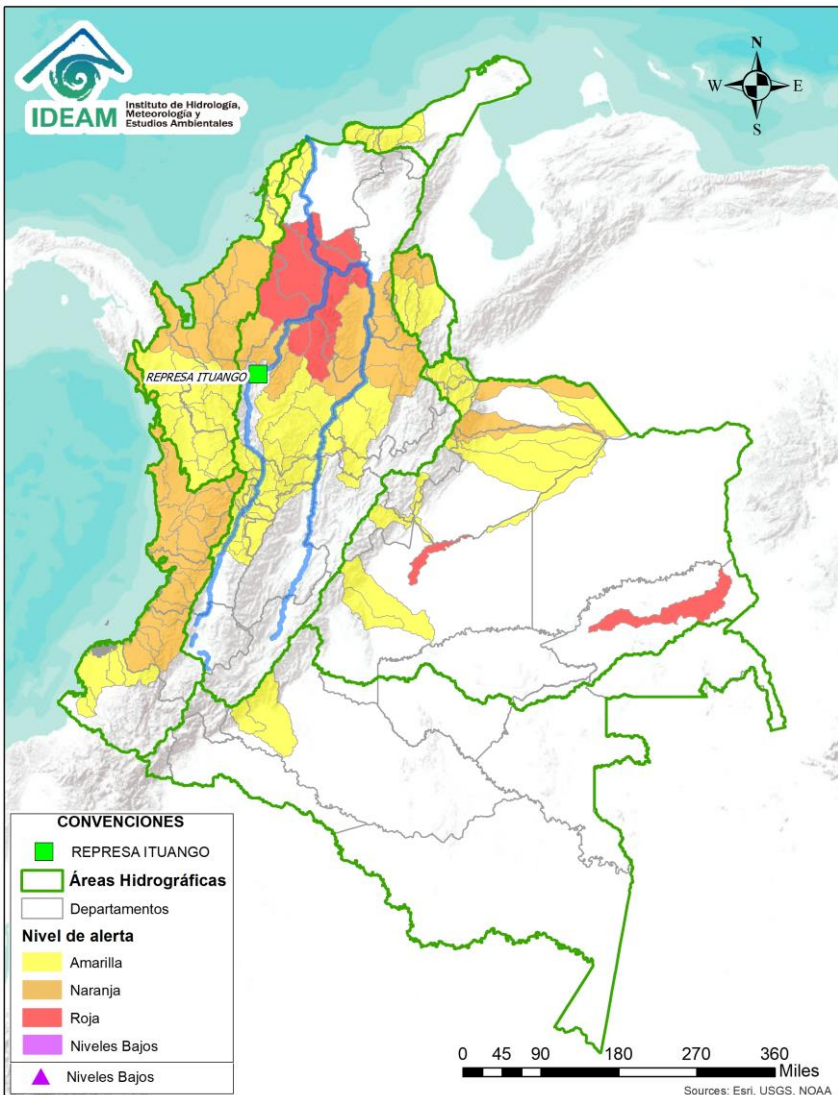 IDEAM
Instituto de Hidrología,
Meteorología y
Estudios Ambientales
N
W
E
S
REPRESA ITUANGO
CONVENCIONES
REPRESA ITUANGO
Áreas Hidrográficas
Departamentos
Nivel de alerta
Amarilla
Naranja
Roja
Niveles Bajos
Niveles Bajos
0 45 90 180 270 360
Miles
Sources: Esri, USGS, NOAA